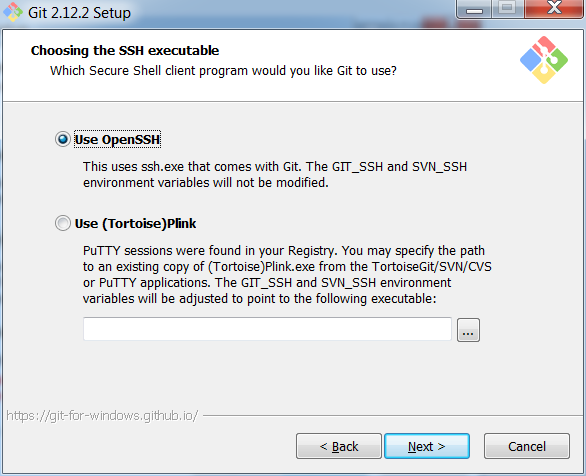 Git 2.12.2 Setup
Choosing the SSH executable
Which Secure Shell client program would you like Git to use?
Use OpenSSH
This uses ssh.exe that comes with Git. The GIT_SSH and SVN_SSH
environment variables will not be modified.
Use (Tortoise)Plink
PuTTY sessions were found in your Registry. You may specify the path
to an existing copy of (Tortoise)Plink.exe from the TortoiseGit/SVN/CVS
or PuTTY applications. The GIT_SSH and SVN_SSH environment
variables will be adjusted to point to the following executable:
...
https://git-for-windows.github.io/
< Back Next > Cancel